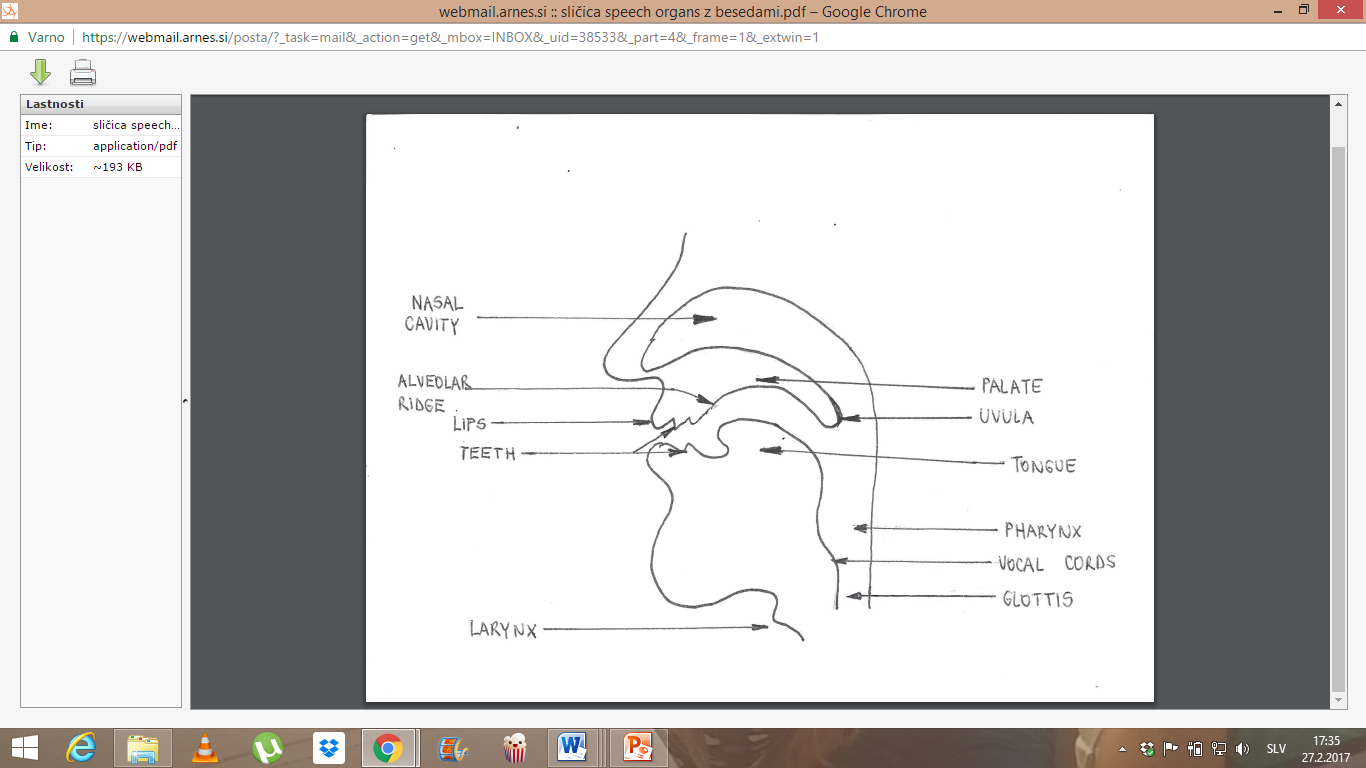 webmail.arnes.si :: sličica speech organs z besedami.pdf – Google Chrome
Varno https://webmail.arnes.si/posta/?_task=mail&_action=get&_mbox=INBOX&_uid=38533&_part=4&_frame=1&_extwin=1
Lastnosti
Ime: sličica speech...
Tip: application/pdf
Velikost: ~193 KB
NASAL
CAVITY
ALVEOLAR
RIDGE
LIPS
TEETH
LARYNX
PALATE
UVULA
TONGUE
PHARYNX
VOCAL CORDS
GLOTTIS
SLV
17:35
27.2.2017